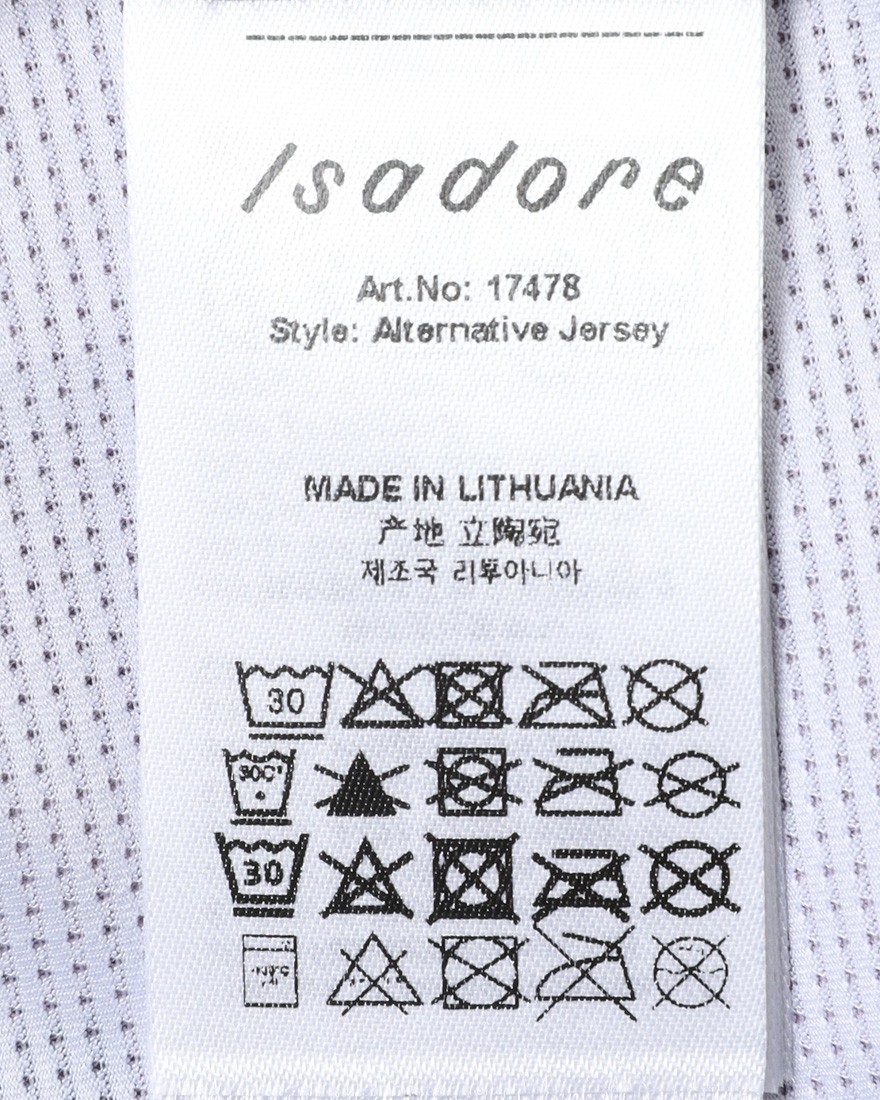 Isadore
Art.No: 17478
Style: Alternative Jersey
MADE IN LITHUANIA
产地 立陶宛
제조국 리투아니아
30
30C°
30